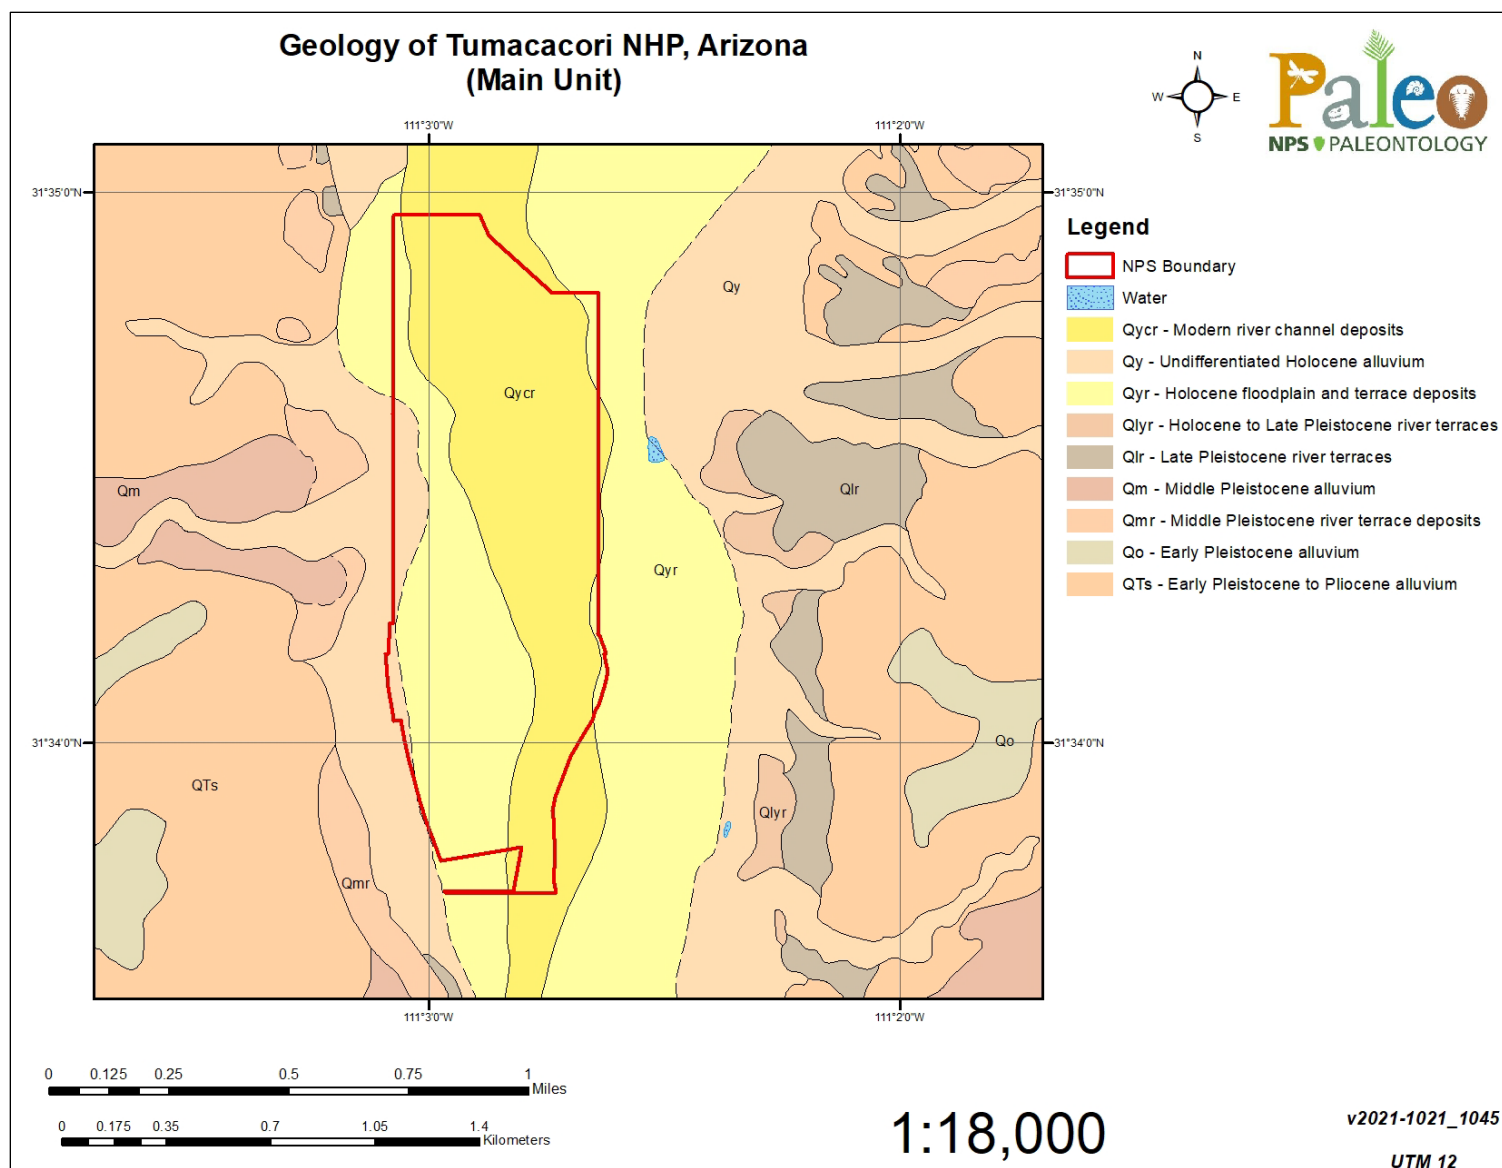 Geology of Tumacacori NHP, Arizona
(Main Unit)
N
W E
S
Paleo
NPS PALEONTOLOGY
111°3'0"W 111°2'0"W
31°35'0"N 31°35'0"N
Legend
NPS Boundary
Water
Qycr - Modern river channel deposits
Qy - Undifferentiated Holocene alluvium
Qyr - Holocene floodplain and terrace deposits
Qlyr - Holocene to Late Pleistocene river terraces
Qlr - Late Pleistocene river terraces
Qm - Middle Pleistocene alluvium
Qmr - Middle Pleistocene river terrace deposits
Qo - Early Pleistocene alluvium
QTs - Early Pleistocene to Pliocene alluvium
Qy
Qycr
Qm
Qlr
Qyr
31°34'0"N 31°34'0"N
Qo
QTs
Qlyr
Qmr
111°3'0"W 111°2'0"W
0 0.125 0.25 0.5 0.75 1
Miles
0 0.175 0.35 0.7 1.05 1.4
Kilometers
1:18,000
v2021-1021_1045
UTM 12